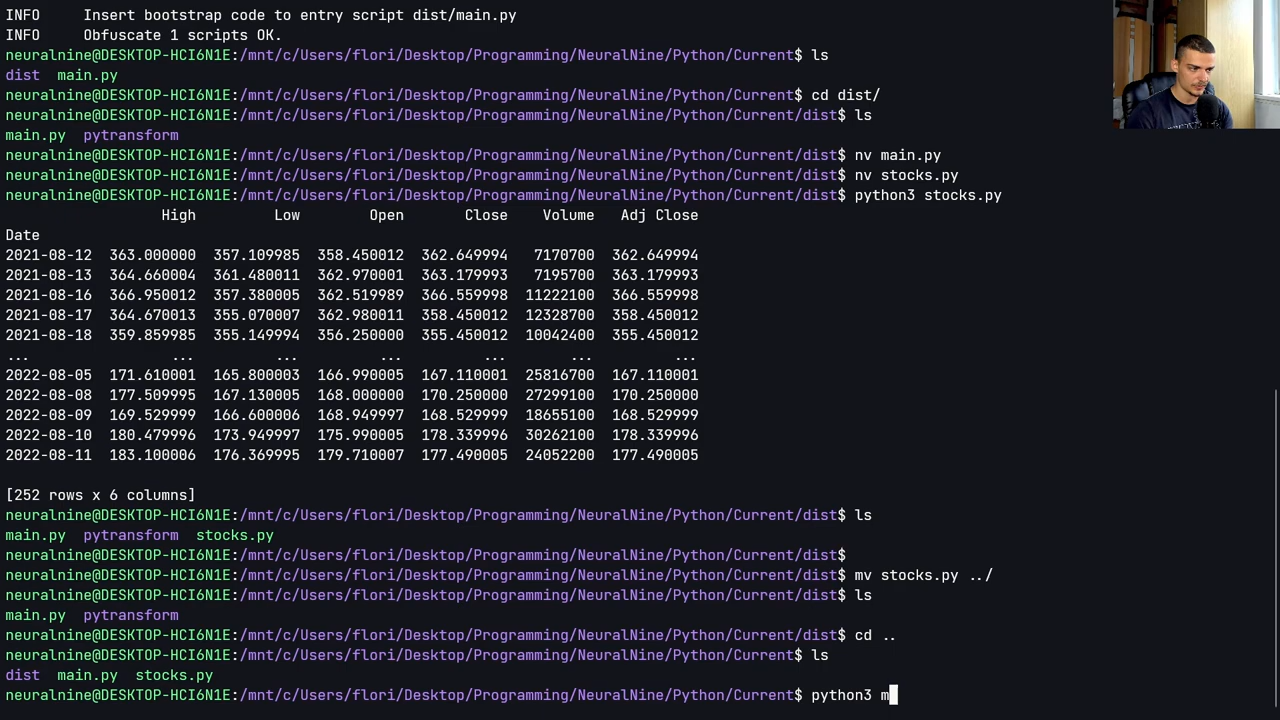 INFO     Insert bootstrap code to entry script dist/main.py
INFO     Obfuscate 1 scripts OK.
neuralnine@DESKTOP-HCI6N1E:/mnt/c/Users/flori/Desktop/Programming/NeuralNine/Python/Current$ ls
dist  main.py
neuralnine@DESKTOP-HCI6N1E:/mnt/c/Users/flori/Desktop/Programming/NeuralNine/Python/Current$ cd dist/
neuralnine@DESKTOP-HCI6N1E:/mnt/c/Users/flori/Desktop/Programming/NeuralNine/Python/Current/dist$ ls
main.py  pytransform
neuralnine@DESKTOP-HCI6N1E:/mnt/c/Users/flori/Desktop/Programming/NeuralNine/Python/Current/dist$ nv main.py
neuralnine@DESKTOP-HCI6N1E:/mnt/c/Users/flori/Desktop/Programming/NeuralNine/Python/Current/dist$ nv stocks.py
neuralnine@DESKTOP-HCI6N1E:/mnt/c/Users/flori/Desktop/Programming/NeuralNine/Python/Current/dist$ python3 stocks.py
High         Low        Open       Close    Volume   Adj Close
Date
2021-08-12  363.000000  357.109985  358.450012  362.649994   7170700  362.649994
2021-08-13  364.660004  361.480011  362.970001  363.179993   7195700  363.179993
2021-08-16  366.950012  357.380005  362.519989  366.559998  11222100  366.559998
2021-08-17  364.670013  355.070007  362.980011  358.450012  12328700  358.450012
2021-08-18  359.859985  355.149994  356.250000  355.450012  10042400  355.450012
...                ...         ...         ...         ...       ...         ...
2022-08-05  171.610001  165.800003  166.990005  167.110001  25816700  167.110001
2022-08-08  177.509995  167.130005  168.000000  170.250000  27299100  170.250000
2022-08-09  169.529999  166.600006  168.949997  168.529999  18655100  168.529999
2022-08-10  180.479996  173.949997  175.990005  178.339996  30262100  178.339996
2022-08-11  183.100006  176.369995  179.710007  177.490005  24052200  177.490005
[252 rows x 6 columns]
neuralnine@DESKTOP-HCI6N1E:/mnt/c/Users/flori/Desktop/Programming/NeuralNine/Python/Current/dist$ ls
main.py  pytransform  stocks.py
neuralnine@DESKTOP-HCI6N1E:/mnt/c/Users/flori/Desktop/Programming/NeuralNine/Python/Current/dist$
neuralnine@DESKTOP-HCI6N1E:/mnt/c/Users/flori/Desktop/Programming/NeuralNine/Python/Current/dist$ mv stocks.py ../
neuralnine@DESKTOP-HCI6N1E:/mnt/c/Users/flori/Desktop/Programming/NeuralNine/Python/Current/dist$ ls
main.py  pytransform
neuralnine@DESKTOP-HCI6N1E:/mnt/c/Users/flori/Desktop/Programming/NeuralNine/Python/Current/dist$ cd ..
neuralnine@DESKTOP-HCI6N1E:/mnt/c/Users/flori/Desktop/Programming/NeuralNine/Python/Current$ ls
dist  main.py  stocks.py
neuralnine@DESKTOP-HCI6N1E:/mnt/c/Users/flori/Desktop/Programming/NeuralNine/Python/Current$ python3 m